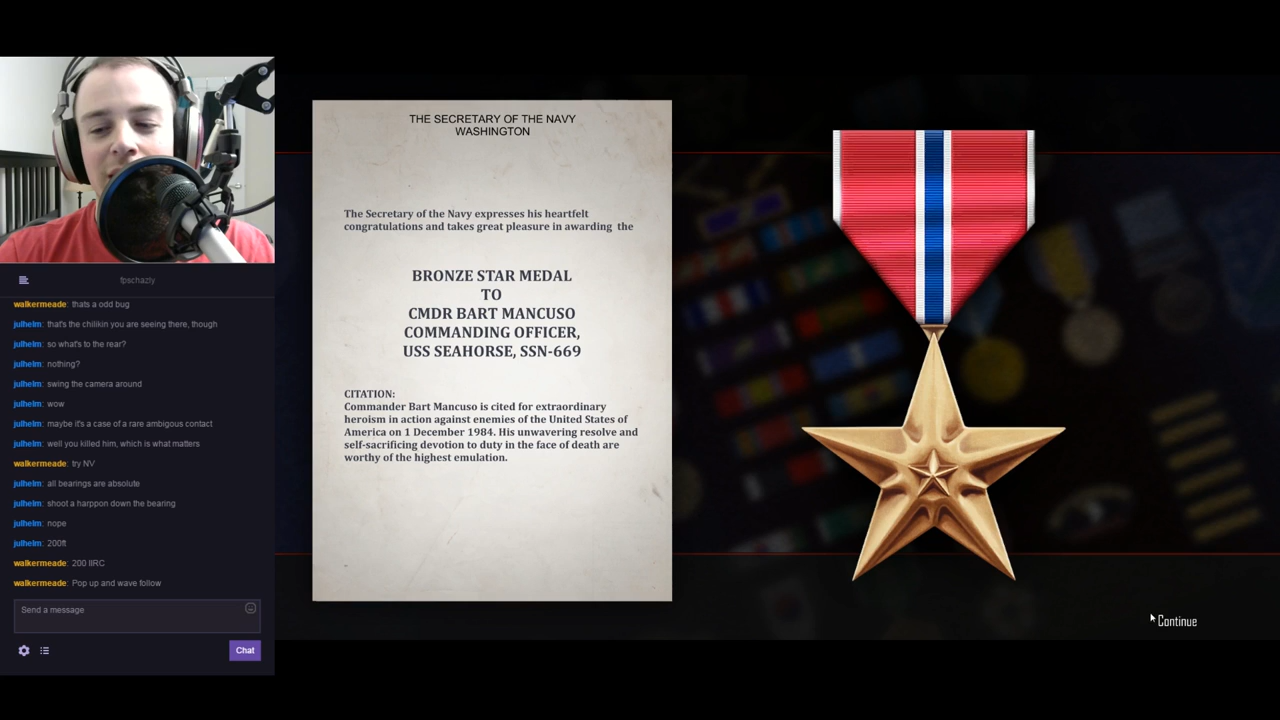 fpschazly
walkermeade: thats a odd bug
julhelm: that's the chilikin you are seeing there, though
julhelm: so what's to the rear?
julhelm: nothing?
julhelm: swing the camera around
julhelm: wow
julhelm: maybe it's a case of a rare ambigous contact
julhelm: well you killed him, which is what matters
walkermeade: try NV
julhelm: all bearings are absolute
julhelm: shoot a harppon down the bearing
julhelm: nope
julhelm: 200ft
walkermeade: 200 IIRC
walkermeade: Pop up and wave follow
Send a message
Chat
THE SECRETARY OF THE NAVY
WASHINGTON
The Secretary of the Navy expresses his heartfelt
congratulations and takes great pleasure in awarding the
BRONZE STAR MEDAL
TO
CMDR BART MANCUSO
COMMANDING OFFICER,
USS SEAHORSE, SSN-669
CITATION:
Commander Bart Mancuso is cited for extraordinary
heroism in action against enemies of the United States of
America on 1 December 1984. His unwavering resolve and
self-sacrificing devotion to duty in the face of death are
worthy of the highest emulation.
Continue